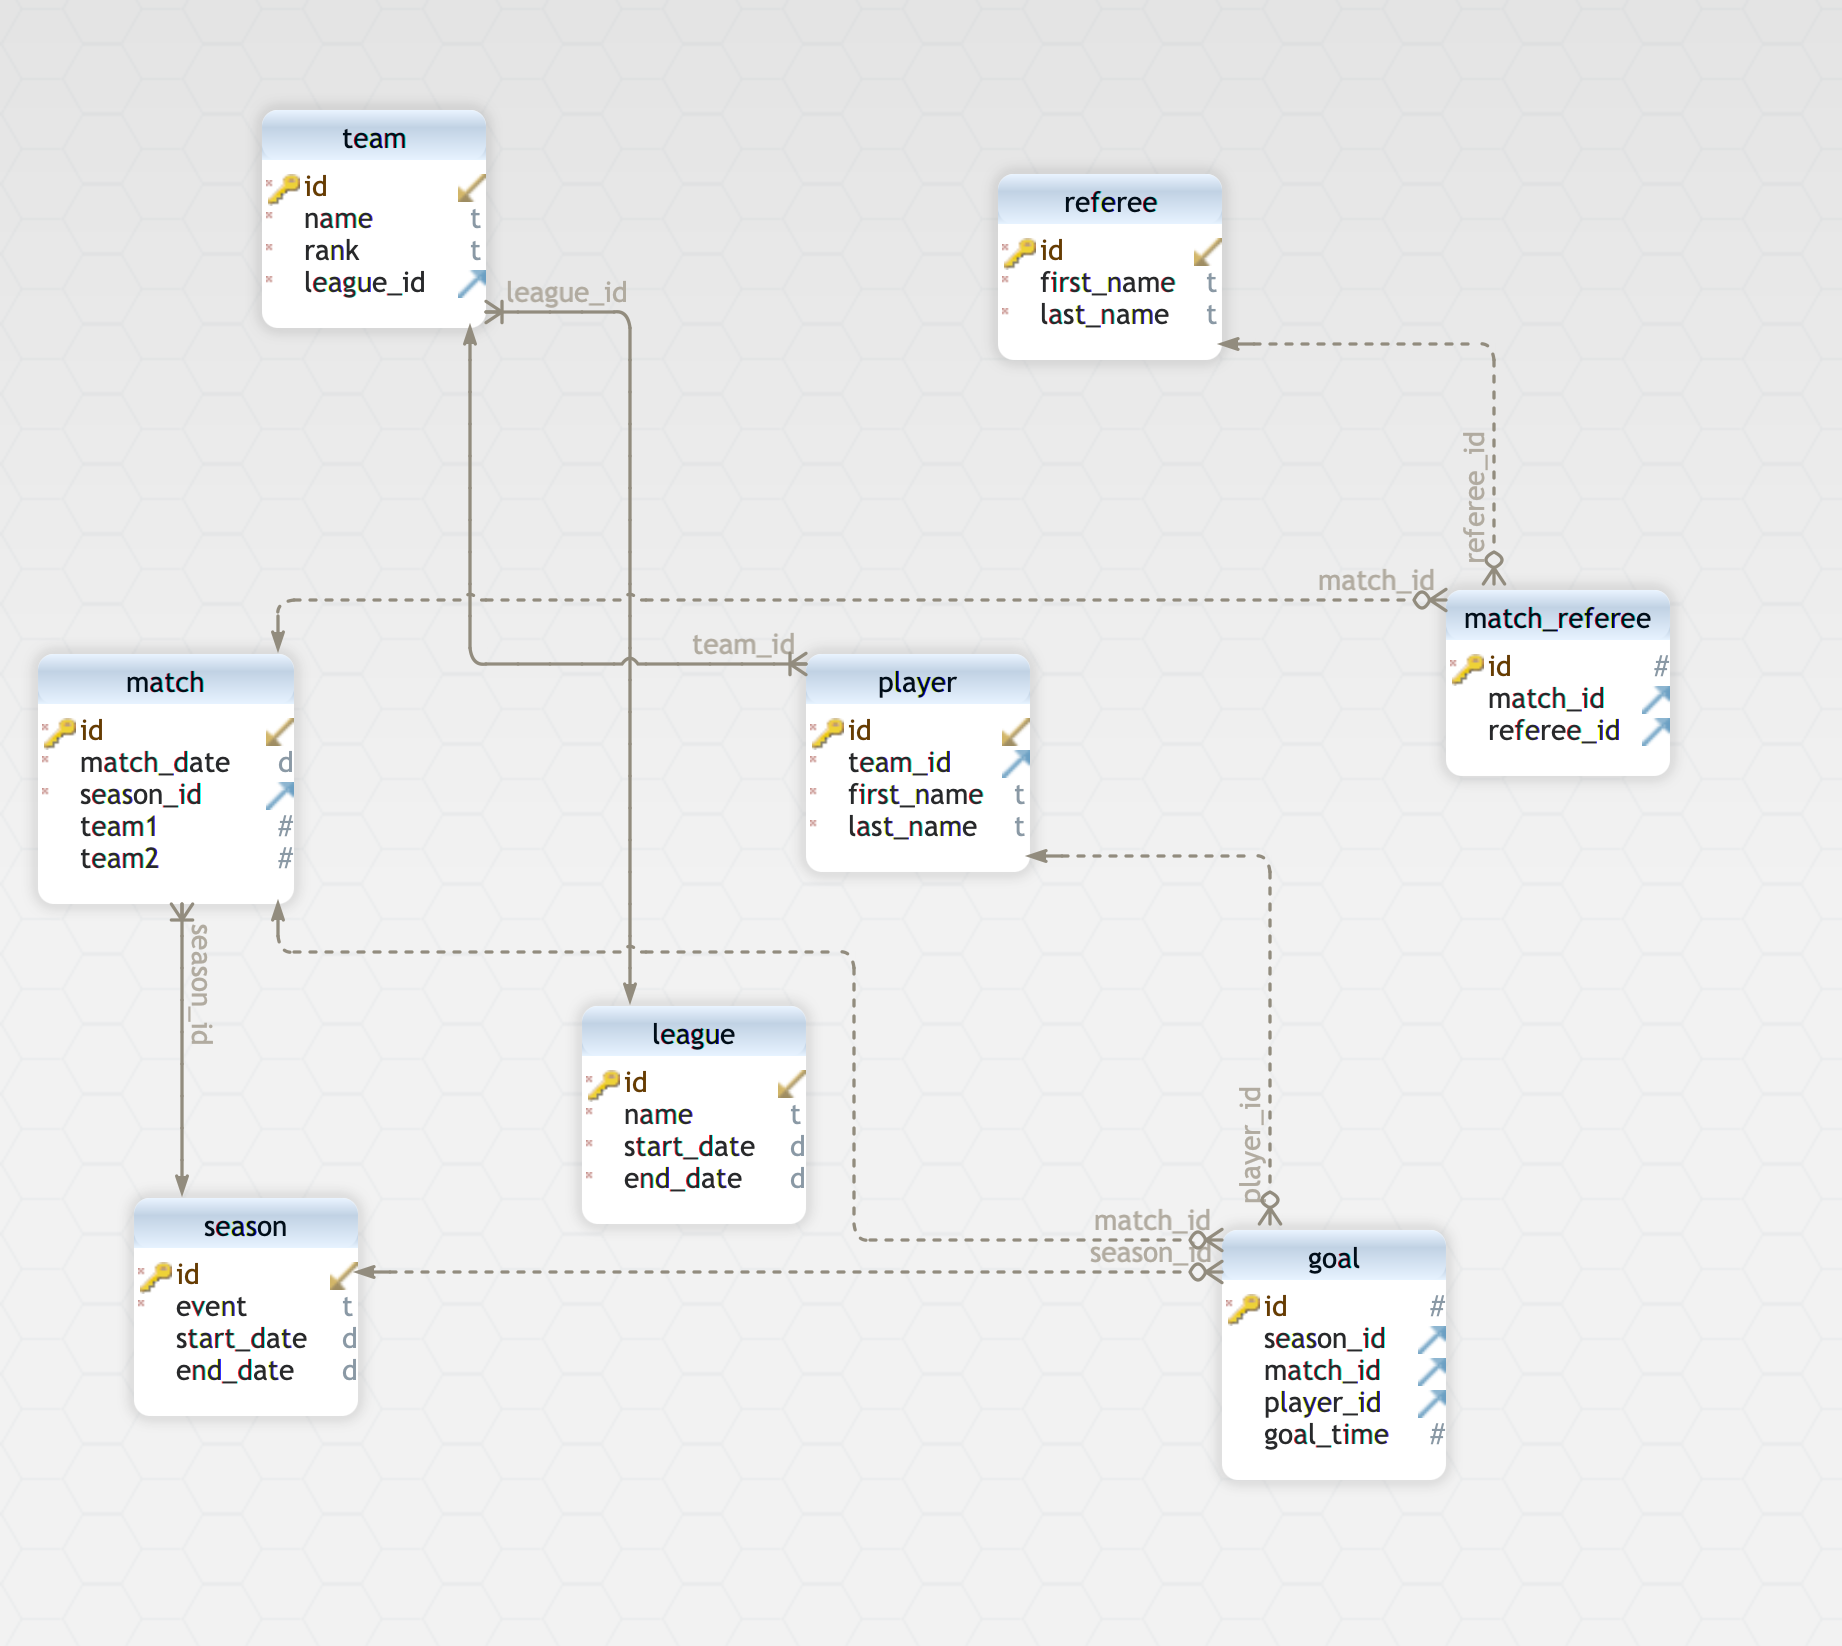 team
id
name t
rank t
league_id
league_id
referee
id
first_name t
last_name t
referee_id
match_id
match_referee
id #
match_id
referee_id
team_id
match
id
match_date d
season_id
team1 #
team2 #
player
id
team_id
first_name t
last_name t
season_id
league
id
name t
start_date d
end_date d
player_id
match_id
season_id
season
id
event t
start_date d
end_date d
goal
id #
season_id
match_id
player_id
goal_time #